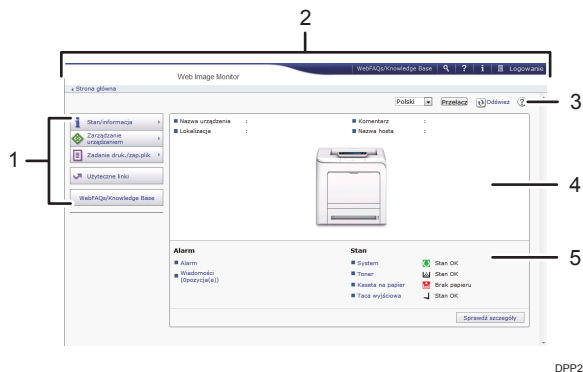 2
WebFAQs/Knowledge Base ? i Logowanie
Web Image Monitor
Strona główna
Polski Przełącz Odśwież ? 3
1
Stan/informacja
Zarządzanie
urządzeniem
Zadanie druk./zap.plik
Użyteczne linki
WebFAQs/Knowledge Base
Nazwa urządzenia :
Lokalizacja :
Komentarz :
Nazwa hosta :
4
Alarm
Alarm
Wiadomości
(0pozycja(e))
Stan
System Stan OK
Toner Stan OK
Kaseta na papier Brak papieru
Taca wyjściowa Stan OK
5
Sprawdź szczegóły
DPP2